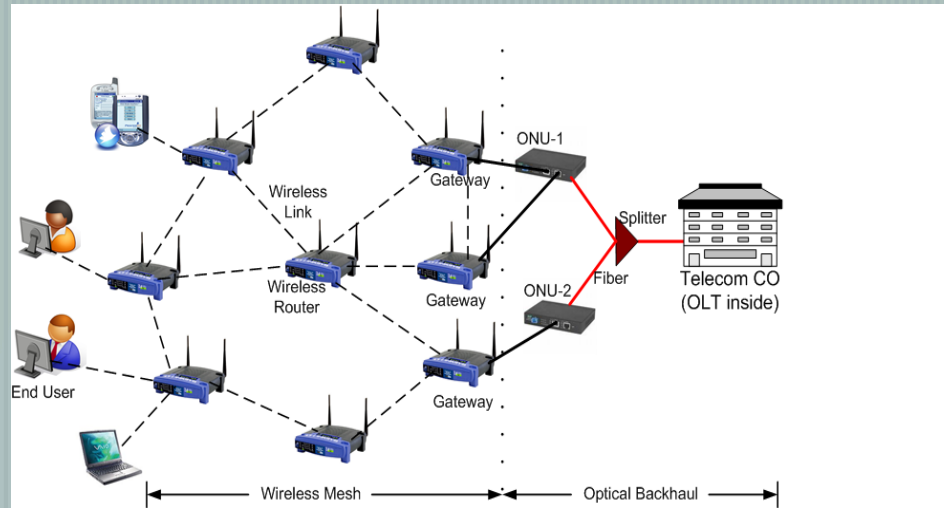 ONU-1
Gateway
Wireless
Link
Splitter
Wireless
Router
Gateway
ONU-2
Fiber
Telecom CO
(OLT inside)
End User
Gateway
Wireless Mesh
Optical Backhaul